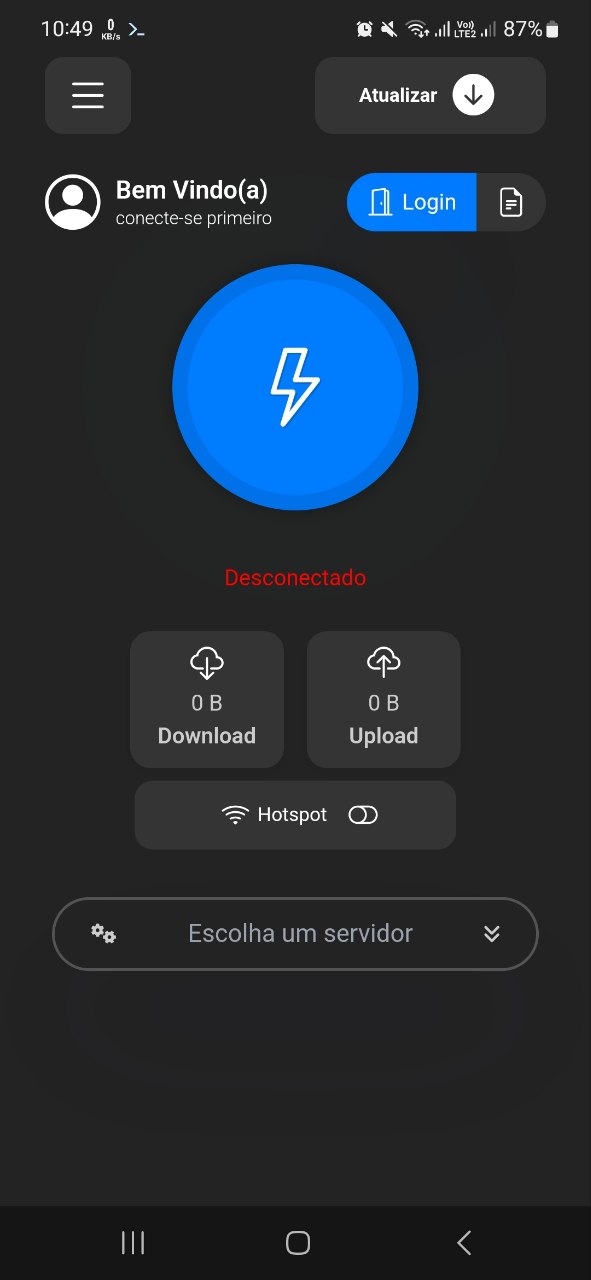 10:49 0 KB/s Vo)) LTE2 87%
Atualizar
Bem Vindo(a)
conecte-se primeiro
Login
Desconectado
0 B 0 B
Download Upload
Hotspot
Escolha um servidor